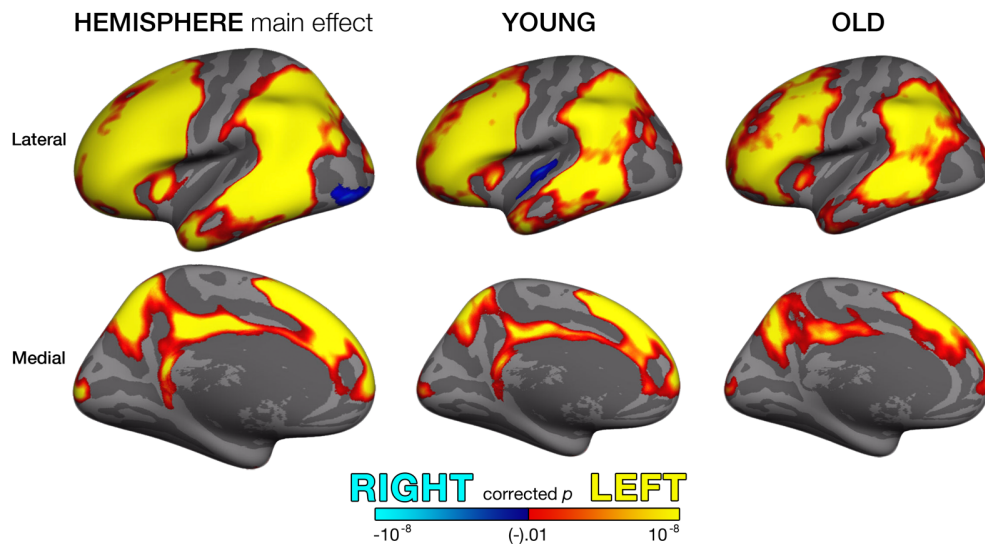 HEMISPHERE main effect YOUNG OLD
Lateral
Medial
RIGHT corrected p LEFT
-10⁻⁸ (-).01 10⁻⁸